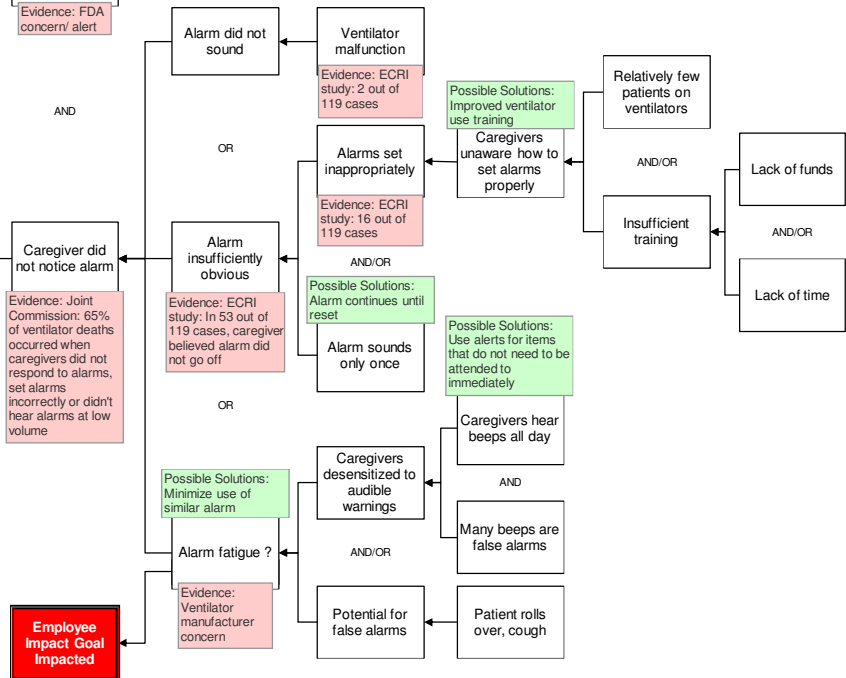 Evidence: FDA
concern/ alert
AND
Alarm did not
sound
Ventilator
malfunction
Evidence: ECRI
study: 2 out of
119 cases
OR
Possible Solutions:
Improved ventilator
use training
Relatively few
patients on
ventilators
Alarms set
inappropriately
Caregivers
unaware how to
set alarms
properly
AND/OR
Lack of funds
Evidence: ECRI
study: 16 out of
119 cases
Insufficient
training
AND/OR
Caregiver did
not notice alarm
Alarm
insufficiently
obvious
AND/OR
Lack of time
Evidence: Joint
Commission: 65%
of ventilator deaths
occurred when
caregivers did not
respond to alarms,
set alarms
incorrectly or didn't
hear alarms at low
volume
Evidence: ECRI
study: In 53 out of
119 cases, caregiver
believed alarm did
not go off
Possible Solutions:
Alarm continues until
reset
Alarm sounds
only once
Possible Solutions:
Use alerts for items
that do not need to be
attended to
immediately
OR
Caregivers hear
beeps all day
Caregivers
desensitized to
audible
warnings
AND
Possible Solutions:
Minimize use of
similar alarm
Many beeps are
false alarms
Alarm fatigue ?
AND/OR
Evidence:
Ventilator
manufacturer
concern
Potential for
false alarms
Patient rolls
over, cough
Employee
Impact Goal
Impacted